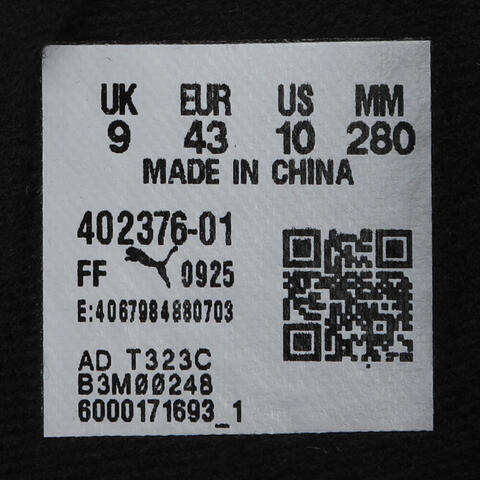 UK EUR US MM
9 43 10 280
MADE IN CHINA
402376-01
FF 0925
E:4067984880703
AD T323C
B3M00248
6000171693_1